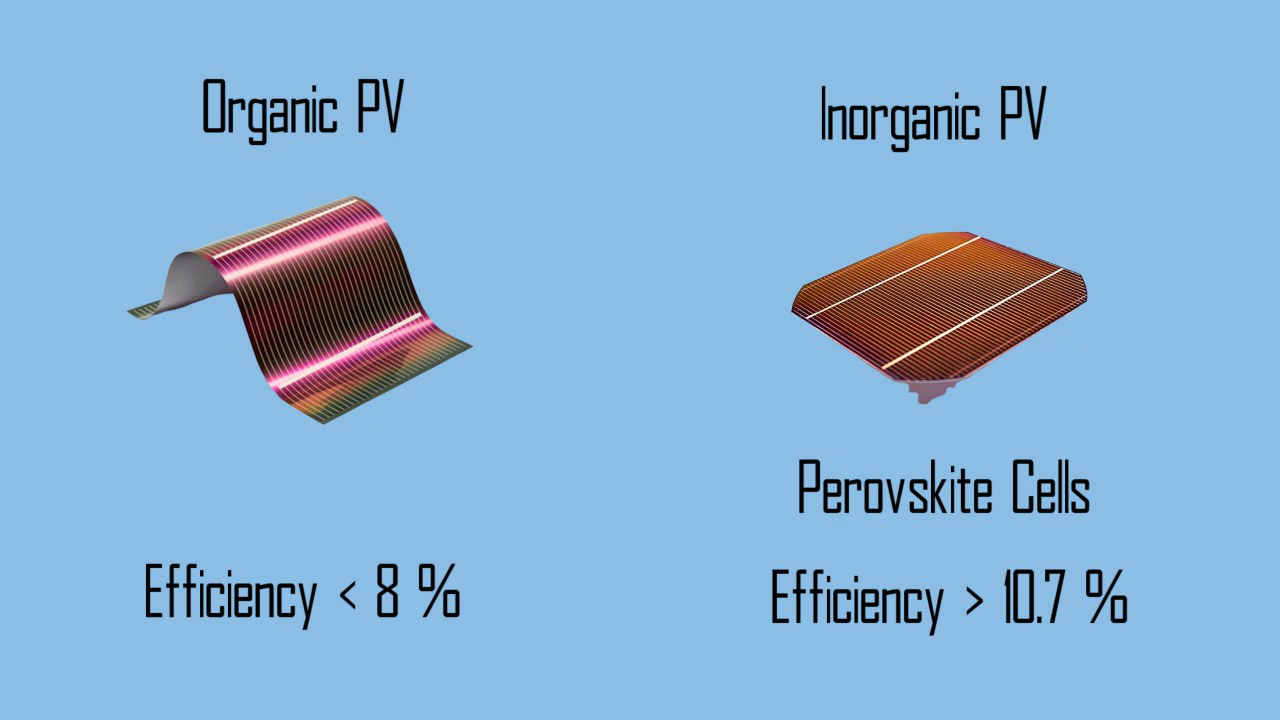 Organic PV
Inorganic PV
Perovskite Cells
Efficiency < 8 %
Efficiency > 10.7 %